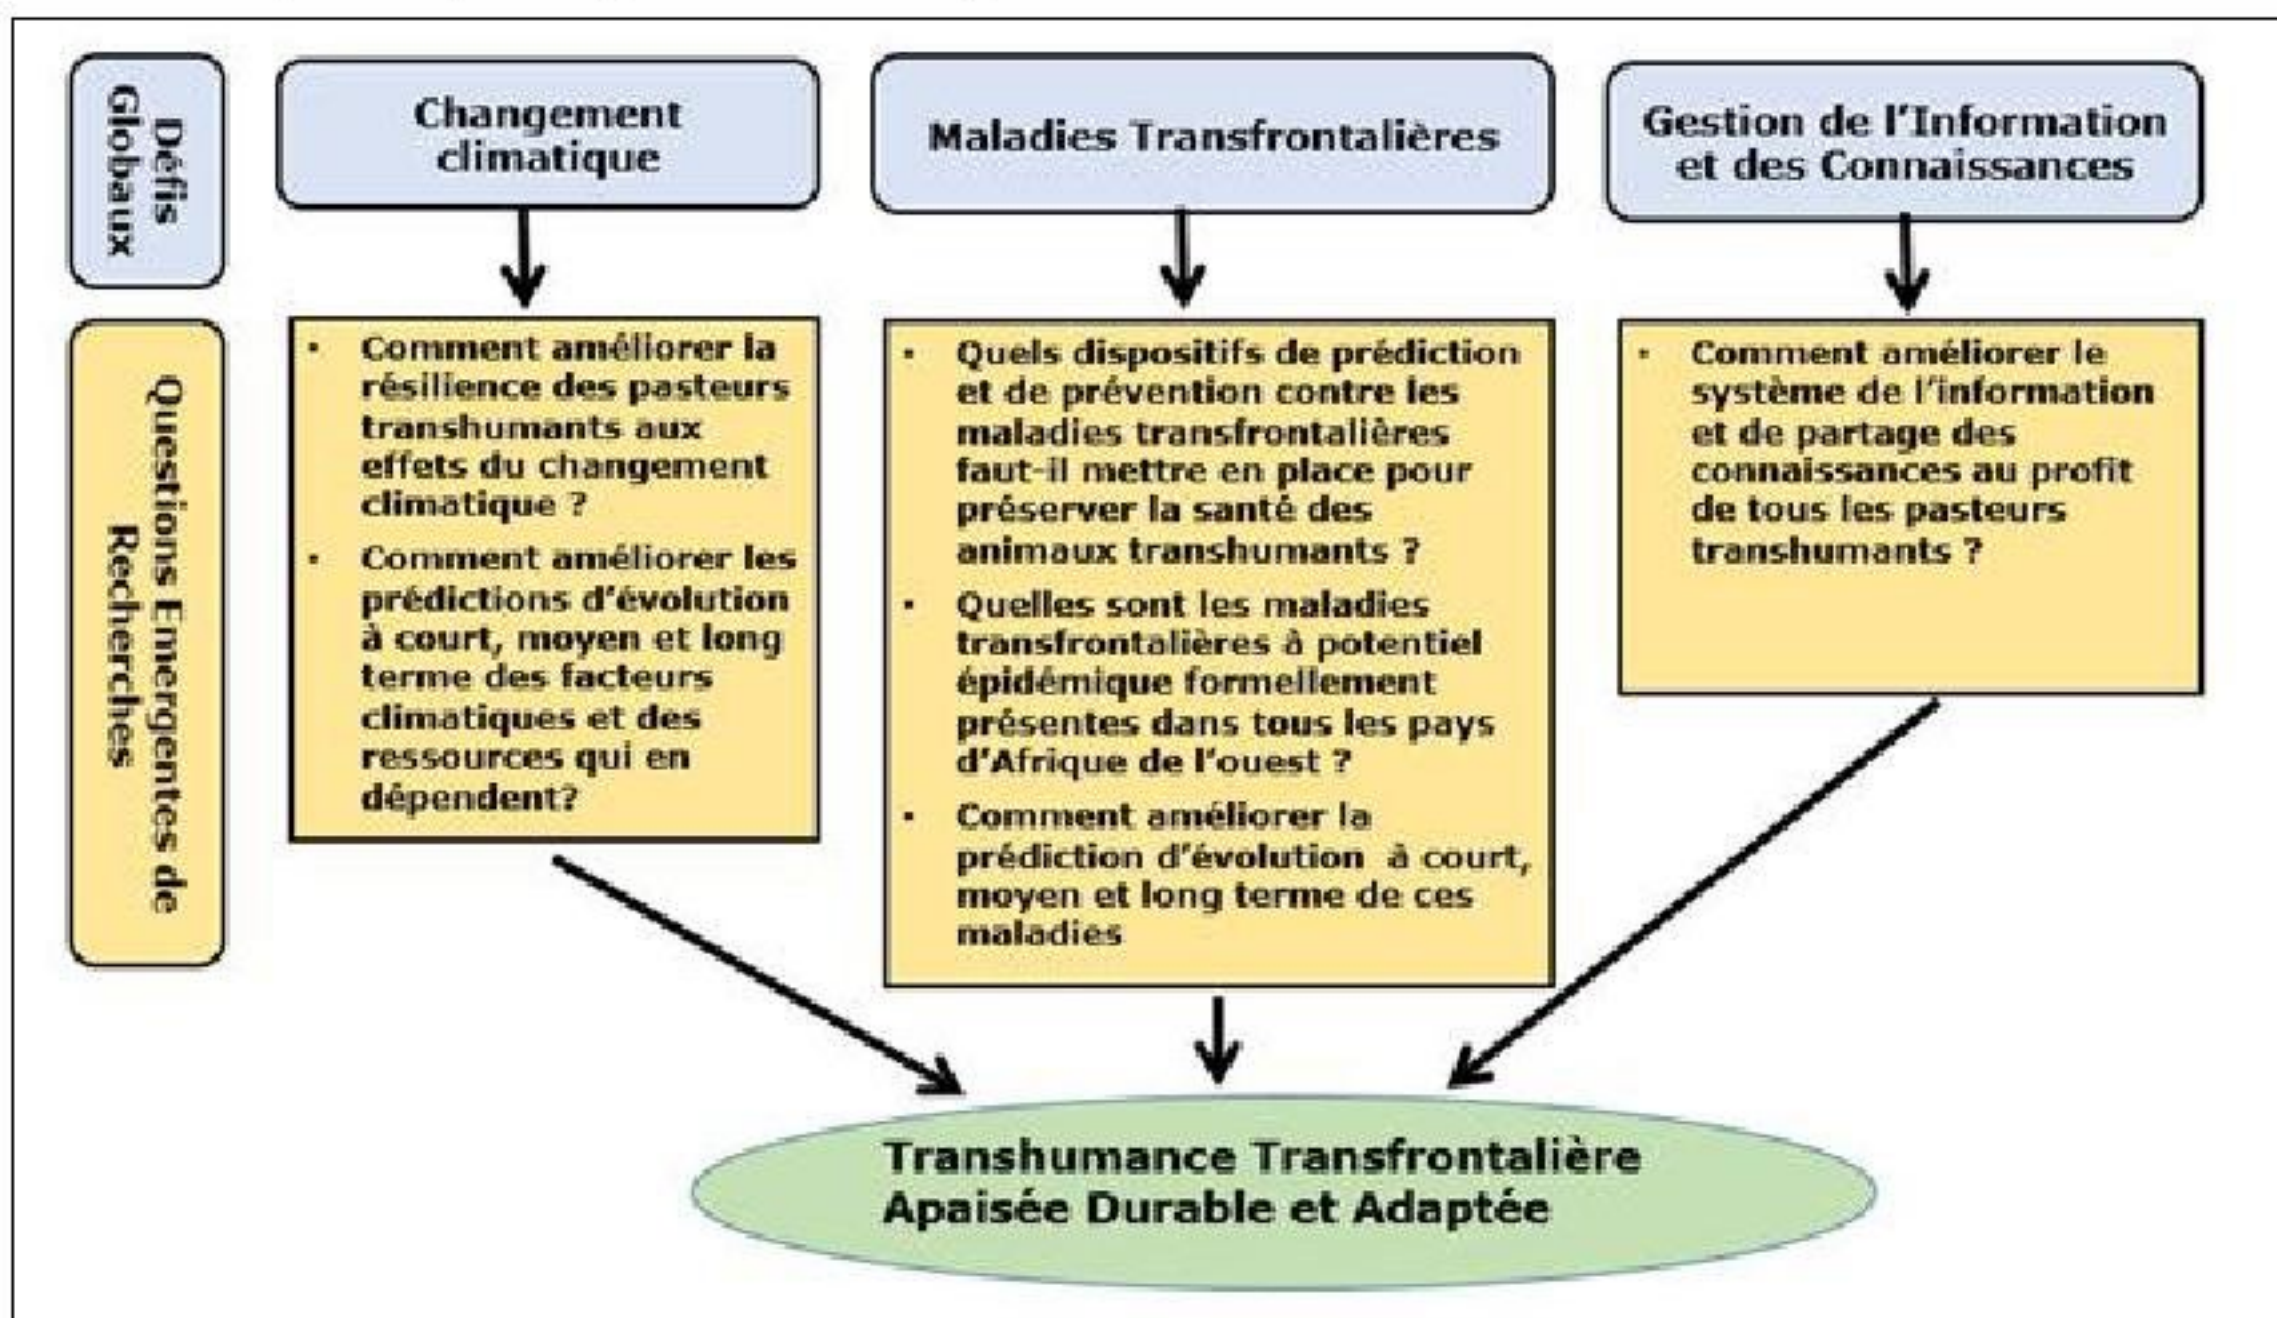 Défis
Globaux
Changement
climatique
Maladies Transfrontalières
Gestion de l'Information
et des Connaissances
Questions Emergentes de
Recherches
· Comment améliorer la
résilience des pasteurs
transhumants aux
effets du changement
climatique ?
· Comment améliorer les
prédictions d'évolution
à court, moyen et long
terme des facteurs
climatiques et des
ressources qui en
dépendent?
· Quels dispositifs de prédiction
et de prévention contre les
maladies transfrontalières
faut-il mettre en place pour
préserver la santé des
animaux transhumants ?
· Quelles sont les maladies
transfrontalières à potentiel
épidémique formellement
présentes dans tous les pays
d'Afrique de l'ouest ?
· Comment améliorer la
prédiction d'évolution à court,
moyen et long terme de ces
maladies
· Comment améliorer le
système de l'information
et de partage des
connaissances au profit
de tous les pasteurs
transhumants ?
Transhumance Transfrontalière
Apaisée Durable et Adaptée